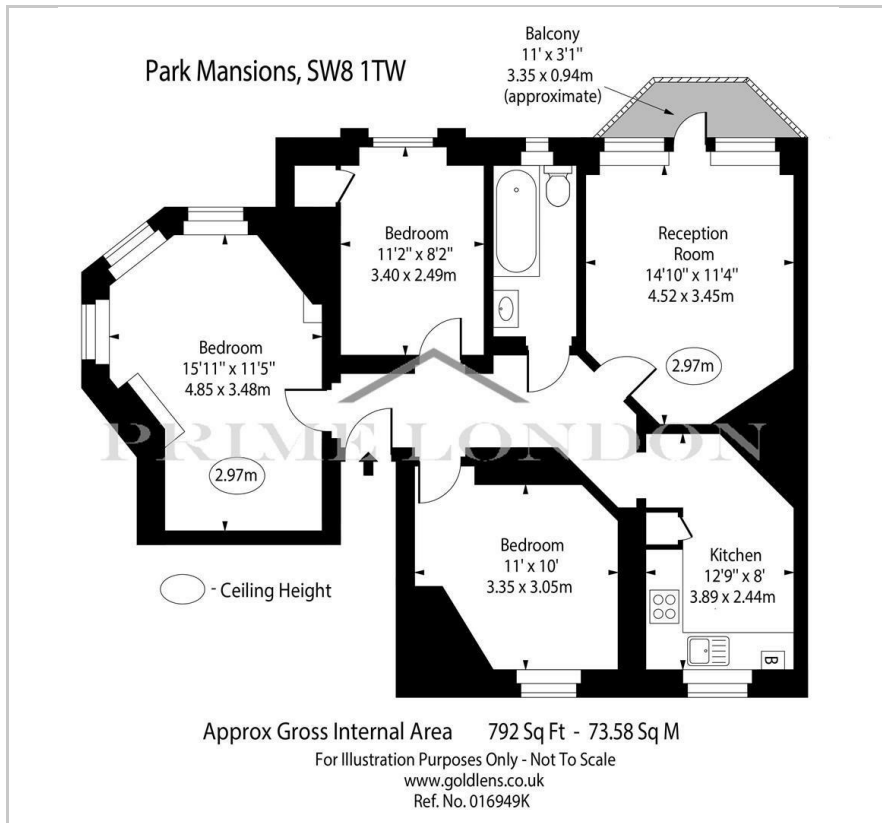 Park Mansions, SW8 1TW
Balcony
11' x 3'1"
3.35 x 0.94m
(approximate)
Bedroom
11'2" x 8'2"
3.40 x 2.49m
Reception
Room
14'10" x 11'4"
4.52 x 3.45m
2.97m
Bedroom
15'11" x 11'5"
4.85 x 3.48m
2.97m
PRIME LONDON
Bedroom
11' x 10'
3.35 x 3.05m
Kitchen
12'9" x 8'
3.89 x 2.44m
B
- Ceiling Height
Approx Gross Internal Area 792 Sq Ft - 73.58 Sq M
For Illustration Purposes Only - Not To Scale
www.goldlens.co.uk
Ref. No. 016949K